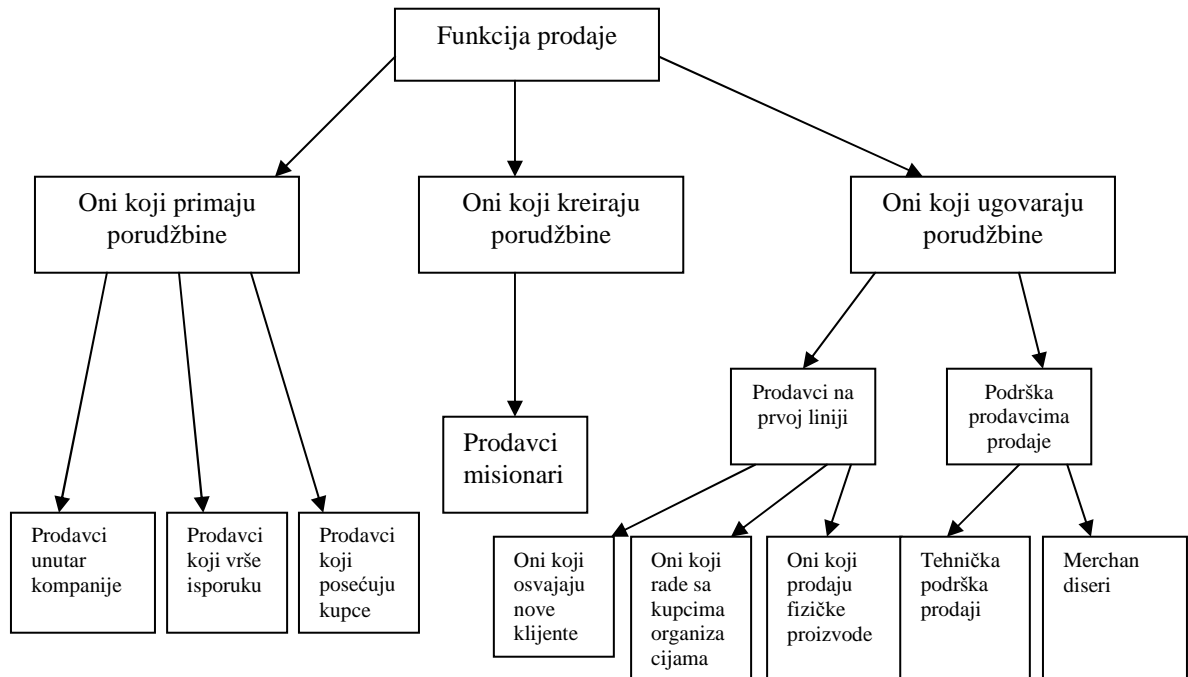 Funkcija prodaje
Oni koji primaju
porudžbine
Oni koji kreiraju
porudžbine
Oni koji ugovaraju
porudžbine
Prodavci na
prvoj liniji
Podrška
prodavcima
prodaje
Prodavci
misionari
Prodavci
unutar
kompanije
Prodavci
koji vrše
isporuku
Prodavci
koji
posećuju
kupce
Oni koji
osvajaju
nove
klijente
Oni koji
rade sa
kupcima
organiza
cijama
Oni koji
prodaju
fizičke
proizvode
Tehnička
podrška
prodaji
Merchan
diseri